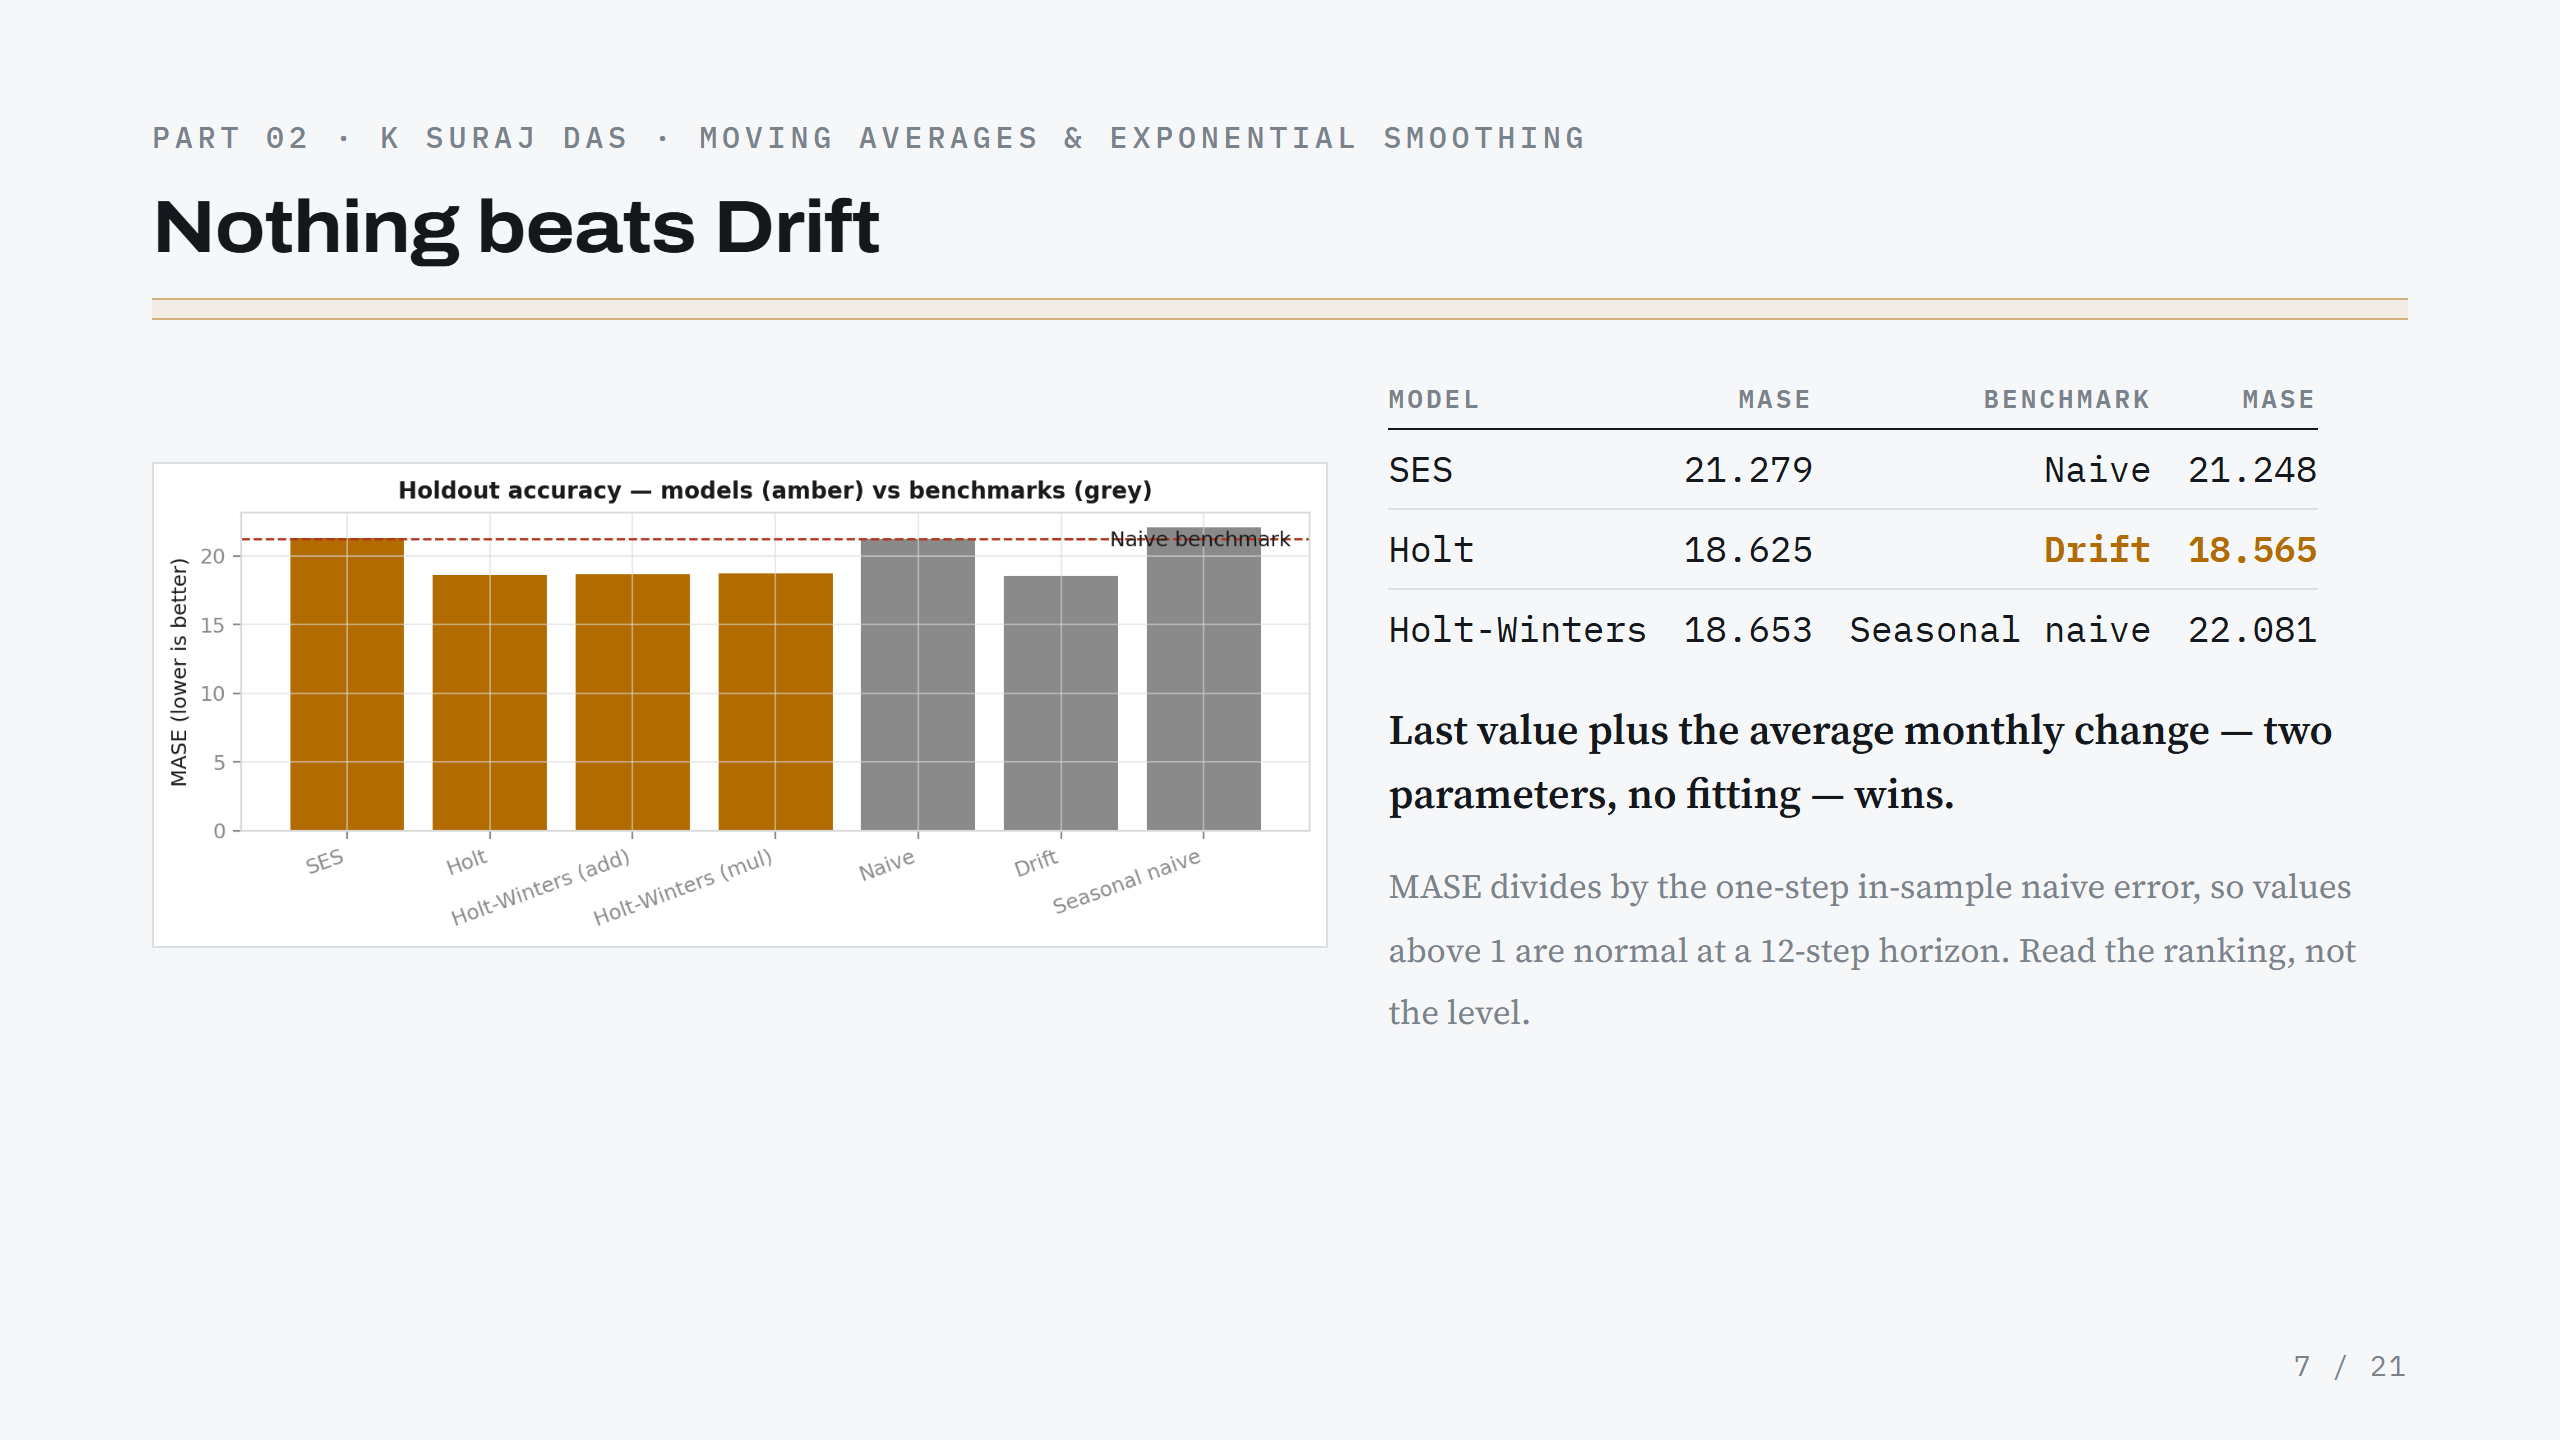 PART 02 · K SURAJ DAS · MOVING AVERAGES & EXPONENTIAL SMOOTHING
Nothing beats Drift
Holdout accuracy — models (amber) vs benchmarks (grey)
MASE (lower is better)
20
15
10
5
0
Naive benchmark
SES
Holt
Holt-Winters (add)
Holt-Winters (mul)
Naive
Drift
Seasonal naive
MODEL MASE BENCHMARK MASE
SES 21.279 Naive 21.248
Holt 18.625 Drift 18.565
Holt-Winters 18.653 Seasonal naive 22.081
Last value plus the average monthly change — two
parameters, no fitting — wins.
MASE divides by the one-step in-sample naive error, so values
above 1 are normal at a 12-step horizon. Read the ranking, not
the level.
7 / 21